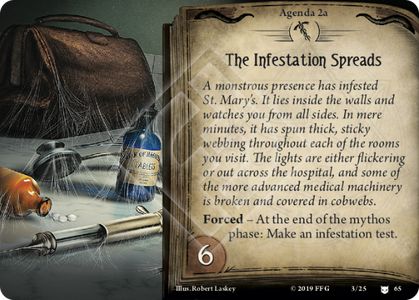 Agenda 2a
The Infestation Spreads
A monstrous presence has infested
St. Mary's. It lies inside the walls and
watches you from all sides. In mere
minutes, it has spun thick, sticky
webbing throughout each of the rooms
you visit. The lights are either flickering
or out across the hospital, and some of
the more advanced medical machinery
is broken and covered in cobwebs.
Forced – At the end of the mythos
phase: Make an infestation test.
6
TABLETS
Illus. Robert Laskey
© 2019 FFG
3/25
65